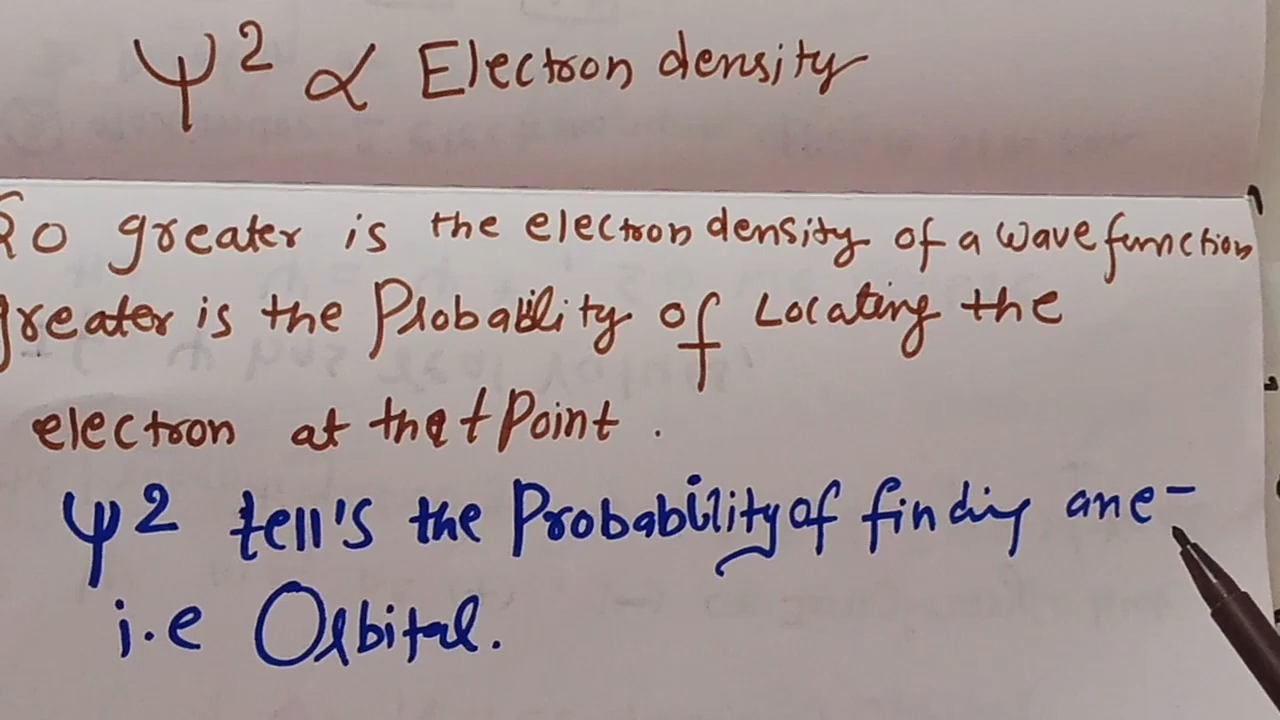 ψ² ∝ Electron density
So greater is the electron density of a wave function
greater is the Probability of Locating the
electron at that Point .
ψ² tell's the Probability of finding an e⁻
i.e Orbital.